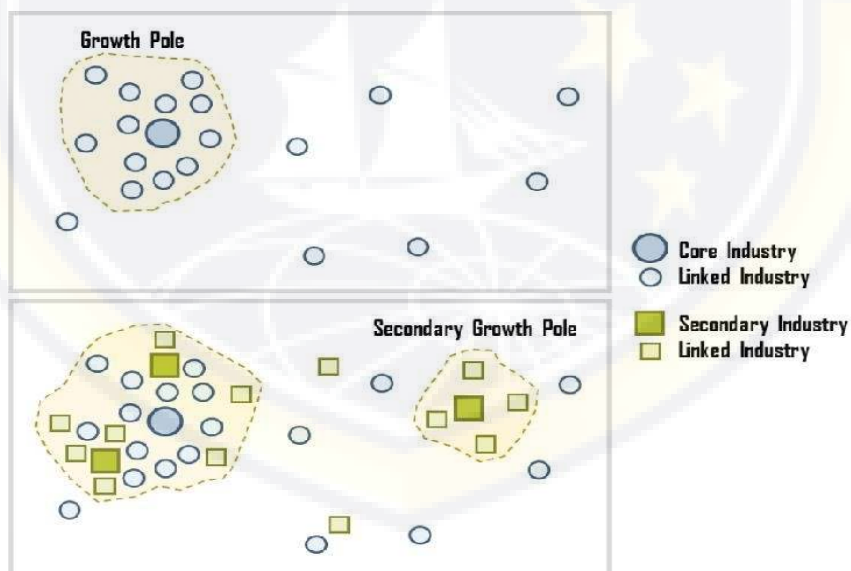 Growth Pole
Core Industry
Linked Industry
Secondary Growth Pole
Secondary Industry
Linked Industry